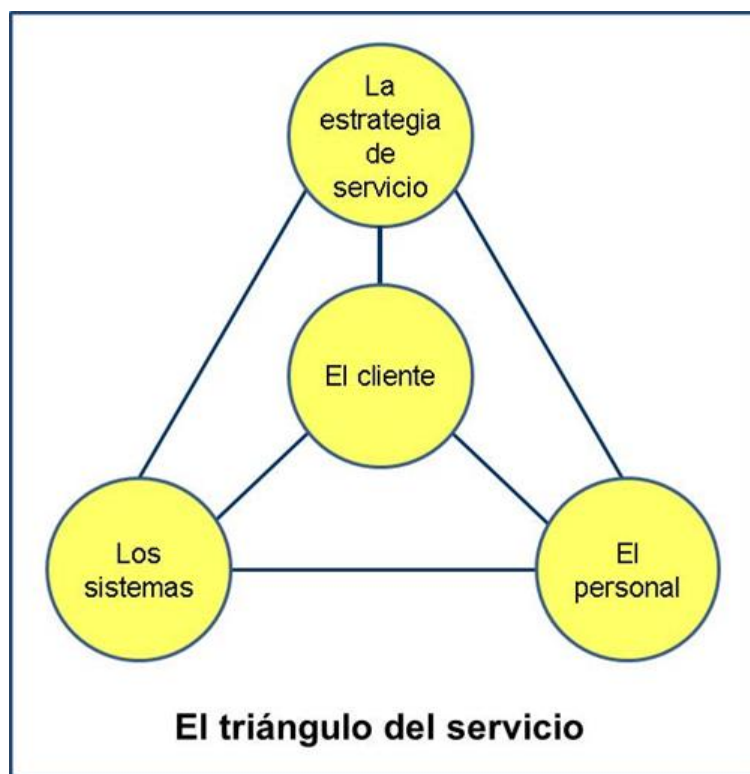 La
estrategia
de
servicio
El cliente
Los
sistemas
El
personal
El triángulo del servicio